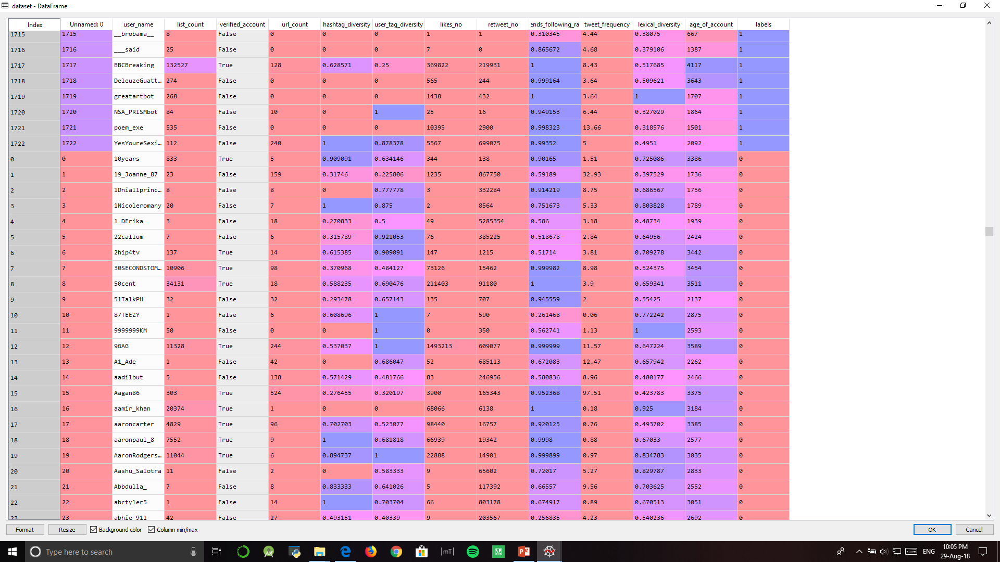 dataset - DataFrame
Index Unnamed: 0 user_name list_count verified_account url_count hashtag_diversity user_tag_diversity likes_no retweet_no ends_following_ra tweet_frequency lexical_diversity age_of_account labels
1715 1715 __brobama__ 8 False 0 0 0 1 1 0.310345 4.44 0.38075 667 1
1716 1716 ___said 25 False 0 0 0 7 0 0.865672 4.68 0.379106 1387 1
1717 1717 BBCBreaking 132527 True 128 0.628571 0.25 369822 219931 1 8.43 0.517685 4117 1
1718 1718 DeleuzeGuatt… 274 False 0 0 0 565 244 0.999164 3.64 0.509621 3643 1
1719 1719 greatartbot 268 False 0 0 0 1438 432 1 3.64 1 1707 1
1720 1720 NSA_PRISMbot 84 False 10 0 1 25 16 0.949153 6.44 0.327029 1864 1
1721 1721 poem_exe 535 False 0 0 0 10395 2900 0.998323 13.66 0.318576 1501 1
1722 1722 YesYoureSexi… 112 False 240 1 0.878378 5567 699075 0.99352 5 0.4951 2092 1
0 0 10years 833 True 5 0.909091 0.634146 344 138 0.90165 1.51 0.725086 3386 0
1 1 19_Joanne_87 23 False 159 0.31746 0.225806 1235 867750 0.59189 32.93 0.397529 1736 0
2 2 1Dniallprinc… 8 False 8 0 0.777778 3 332284 0.914219 8.75 0.686567 1756 0
3 3 1Nicoleromany 20 False 7 1 0.875 2 8564 0.751673 5.33 0.803828 1789 0
4 4 1_DErika 3 False 18 0.270833 0.5 49 5285354 0.586 3.18 0.48734 1939 0
5 5 22callum 7 False 6 0.315789 0.921053 76 385225 0.518678 2.84 0.64956 2424 0
6 6 2hip4tv 137 True 14 0.615385 0.909091 147 1215 0.51714 3.81 0.709278 3442 0
7 7 30SECONDSTOM… 10906 True 98 0.370968 0.484127 73126 15462 0.999982 8.98 0.524375 3454 0
8 8 50cent 34131 True 18 0.588235 0.690476 211403 91180 1 3.9 0.659341 3511 0
9 9 51TalkPH 32 False 32 0.293478 0.657143 135 707 0.945559 2 0.55425 2137 0
10 10 87TEEZY 1 False 6 0.608696 1 7 590 0.261468 0.06 0.772242 2875 0
11 11 9999999KM 50 False 0 0 1 0 350 0.562741 1.13 1 2593 0
12 12 9GAG 11328 True 244 0.537037 1 1493213 609077 0.999999 11.57 0.647224 3589 0
13 13 A1_Ade 1 False 42 0 0.686047 52 685113 0.672083 12.47 0.657942 2262 0
14 14 aadilbut 5 False 138 0.571429 0.481766 83 246956 0.580836 8.96 0.480177 2466 0
15 15 Aagan86 303 True 524 0.276455 0.320197 3900 165343 0.952368 97.51 0.423783 3375 0
16 16 aamir_khan 20374 True 1 0 0 68066 6138 1 0.18 0.925 3184 0
17 17 aaroncarter 4829 True 96 0.702703 0.523077 98440 16757 0.920125 0.76 0.493702 3385 0
18 18 aaronpaul_8 7552 True 9 1 0.681818 66939 19342 0.9998 0.88 0.67033 2577 0
19 19 AaronRodgers… 11044 True 6 0.894737 1 22888 14901 0.999899 0.97 0.834783 3035 0
20 20 Aashu_Salotra 11 False 2 0 0.583333 9 65602 0.72017 5.27 0.829787 2833 0
21 21 Abbdulla_ 7 False 8 0.833333 0.641026 5 117392 0.66557 9.56 0.703625 2552 0
22 22 abctyler5 1 False 14 1 0.703704 66 803178 0.674917 0.89 0.670513 3051 0
23 23 abhie_911 42 False 27 0.493151 0.40339 9 203567 0.256835 4.23 0.540236 2692 0
Format Resize Background color Column min/max OK Cancel
Type here to search |mT| ENG 10:05 PM
29-Aug-18